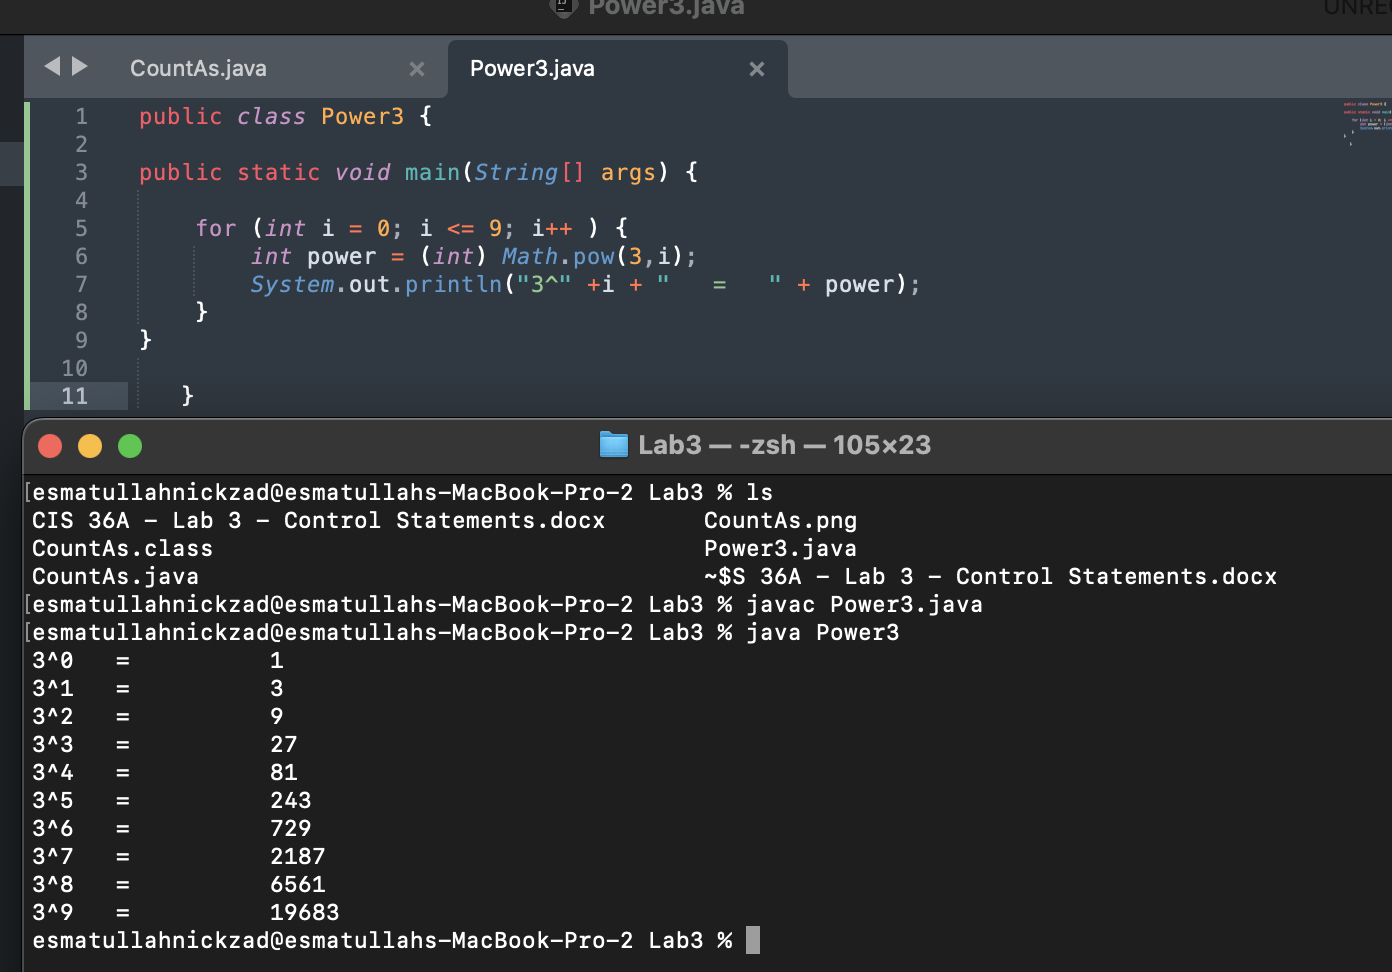 Power3.java
CountAs.java × Power3.java ×
1 public class Power3 {
2
3 public static void main(String[] args) {
4
5     for (int i = 0; i <= 9; i++ ) {
6         int power = (int) Math.pow(3,i);
7         System.out.println("3^" +i + "   =   " + power);
8     }
9 }
10
11    }
Lab3 — -zsh — 105×23
[esmatullahnickzad@esmatullahs-MacBook-Pro-2 Lab3 % ls
CIS 36A - Lab 3 - Control Statements.docx       CountAs.png
CountAs.class                                   Power3.java
CountAs.java                                    ~$S 36A - Lab 3 - Control Statements.docx
[esmatullahnickzad@esmatullahs-MacBook-Pro-2 Lab3 % javac Power3.java
[esmatullahnickzad@esmatullahs-MacBook-Pro-2 Lab3 % java Power3
3^0   =          1
3^1   =          3
3^2   =          9
3^3   =          27
3^4   =          81
3^5   =          243
3^6   =          729
3^7   =          2187
3^8   =          6561
3^9   =          19683
esmatullahnickzad@esmatullahs-MacBook-Pro-2 Lab3 %